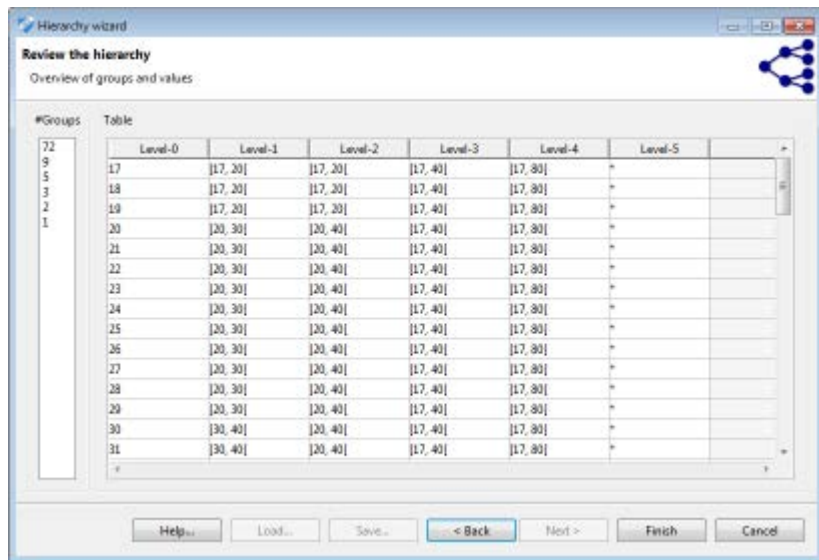 Hierarchy wizard
Review the hierarchy
Overview of groups and values
#Groups Table
72
9
5
3
2
1
Level-0 Level-1 Level-2 Level-3 Level-4 Level-5
17 [17, 20[ [17, 20[ [17, 40[ [17, 80[ *
18 [17, 20[ [17, 20[ [17, 40[ [17, 80[ *
19 [17, 20[ [17, 20[ [17, 40[ [17, 80[ *
20 [20, 30[ [20, 40[ [17, 40[ [17, 80[ *
21 [20, 30[ [20, 40[ [17, 40[ [17, 80[ *
22 [20, 30[ [20, 40[ [17, 40[ [17, 80[ *
23 [20, 30[ [20, 40[ [17, 40[ [17, 80[ *
24 [20, 30[ [20, 40[ [17, 40[ [17, 80[ *
25 [20, 30[ [20, 40[ [17, 40[ [17, 80[ *
26 [20, 30[ [20, 40[ [17, 40[ [17, 80[ *
27 [20, 30[ [20, 40[ [17, 40[ [17, 80[ *
28 [20, 30[ [20, 40[ [17, 40[ [17, 80[ *
29 [20, 30[ [20, 40[ [17, 40[ [17, 80[ *
30 [30, 40[ [20, 40[ [17, 40[ [17, 80[ *
31 [30, 40[ [20, 40[ [17, 40[ [17, 80[ *
Help... Load... Save... < Back Next > Finish Cancel